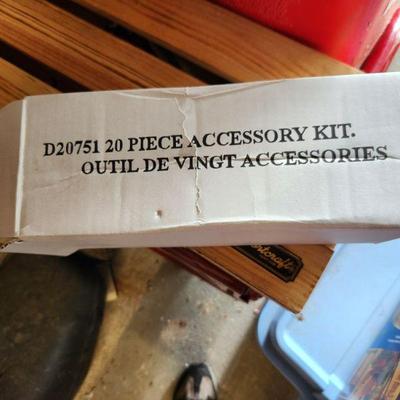 D20751 20 PIECE ACCESSORY KIT.
OUTIL DE VINGT ACCESSORIES